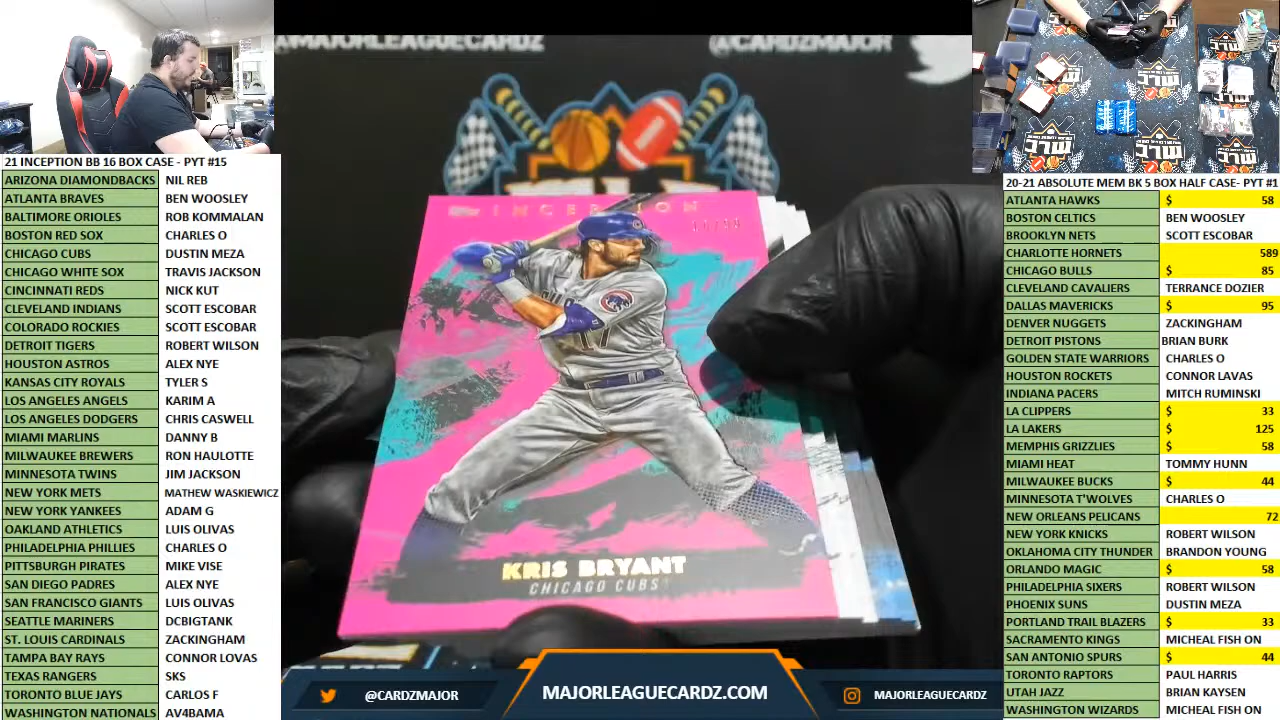 @MAJORLEAGUECARDZ
@CARDZMAJOR
21 INCEPTION BB 16 BOX CASE - PYT #15
ARIZONA DIAMONDBACKS NIL REB
ATLANTA BRAVES BEN WOOSLEY
BALTIMORE ORIOLES ROB KOMMALAN
BOSTON RED SOX CHARLES O
CHICAGO CUBS DUSTIN MEZA
CHICAGO WHITE SOX TRAVIS JACKSON
CINCINNATI REDS NICK KUT
CLEVELAND INDIANS SCOTT ESCOBAR
COLORADO ROCKIES SCOTT ESCOBAR
DETROIT TIGERS ROBERT WILSON
HOUSTON ASTROS ALEX NYE
KANSAS CITY ROYALS TYLER S
LOS ANGELES ANGELS KARIM A
LOS ANGELES DODGERS CHRIS CASWELL
MIAMI MARLINS DANNY B
MILWAUKEE BREWERS RON HAULOTTE
MINNESOTA TWINS JIM JACKSON
NEW YORK METS MATHEW WASKIEWICZ
NEW YORK YANKEES ADAM G
OAKLAND ATHLETICS LUIS OLIVAS
PHILADELPHIA PHILLIES CHARLES O
PITTSBURGH PIRATES MIKE VISE
SAN DIEGO PADRES ALEX NYE
SAN FRANCISCO GIANTS LUIS OLIVAS
SEATTLE MARINERS DCBIGTANK
ST. LOUIS CARDINALS ZACKINGHAM
TAMPA BAY RAYS CONNOR LOVAS
TEXAS RANGERS SKS
TORONTO BLUE JAYS CARLOS F
WASHINGTON NATIONALS AV4BAMA
INCEPTION
17
KRIS BRYANT
CHICAGO CUBS
@CARDZMAJOR
MAJORLEAGUECARDZ.COM
MAJORLEAGUECARDZ
20-21 ABSOLUTE MEM BK 5 BOX HALF CASE- PYT #1
ATLANTA HAWKS $ 58
BOSTON CELTICS BEN WOOSLEY
BROOKLYN NETS SCOTT ESCOBAR
CHARLOTTE HORNETS 589
CHICAGO BULLS $ 85
CLEVELAND CAVALIERS TERRANCE DOZIER
DALLAS MAVERICKS $ 95
DENVER NUGGETS ZACKINGHAM
DETROIT PISTONS BRIAN BURK
GOLDEN STATE WARRIORS CHARLES O
HOUSTON ROCKETS CONNOR LAVAS
INDIANA PACERS MITCH RUMINSKI
LA CLIPPERS $ 33
LA LAKERS $ 125
MEMPHIS GRIZZLIES $ 58
MIAMI HEAT TOMMY HUNN
MILWAUKEE BUCKS $ 44
MINNESOTA T'WOLVES CHARLES O
NEW ORLEANS PELICANS 72
NEW YORK KNICKS ROBERT WILSON
OKLAHOMA CITY THUNDER BRANDON YOUNG
ORLANDO MAGIC $ 58
PHILADELPHIA SIXERS ROBERT WILSON
PHOENIX SUNS DUSTIN MEZA
PORTLAND TRAIL BLAZERS $ 33
SACRAMENTO KINGS MICHEAL FISH ON
SAN ANTONIO SPURS $ 44
TORONTO RAPTORS PAUL HARRIS
UTAH JAZZ BRIAN KAYSEN
WASHINGTON WIZARDS MICHEAL FISH ON